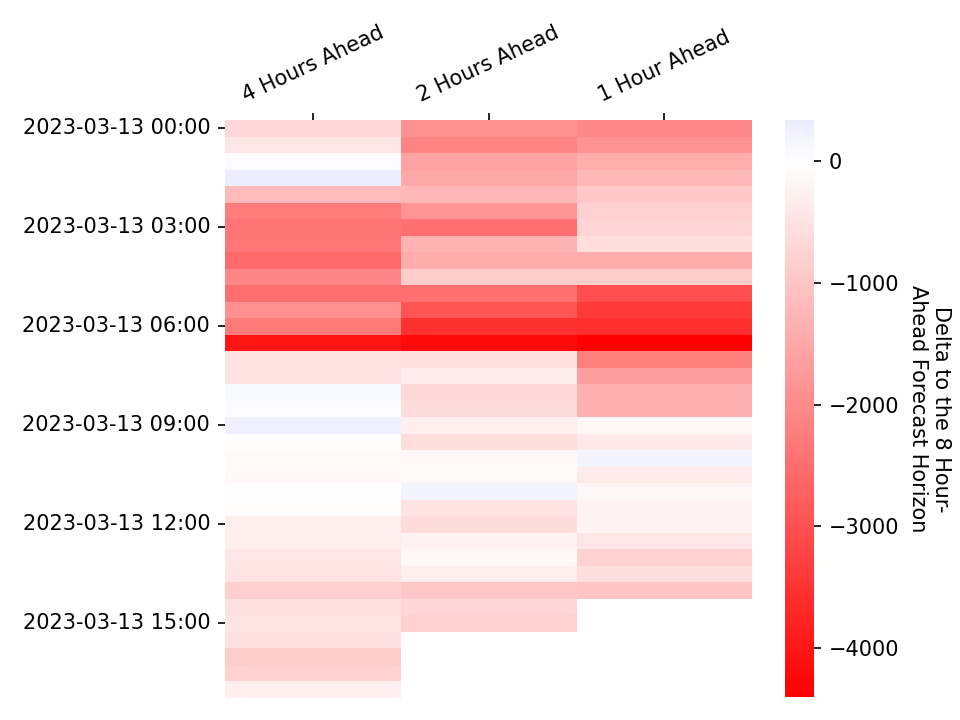 4 Hours Ahead
2 Hours Ahead
1 Hour Ahead
2023-03-13 00:00
2023-03-13 03:00
2023-03-13 06:00
2023-03-13 09:00
2023-03-13 12:00
2023-03-13 15:00
0
−1000
−2000
−3000
−4000
Delta to the 8 Hour-
Ahead Forecast Horizon